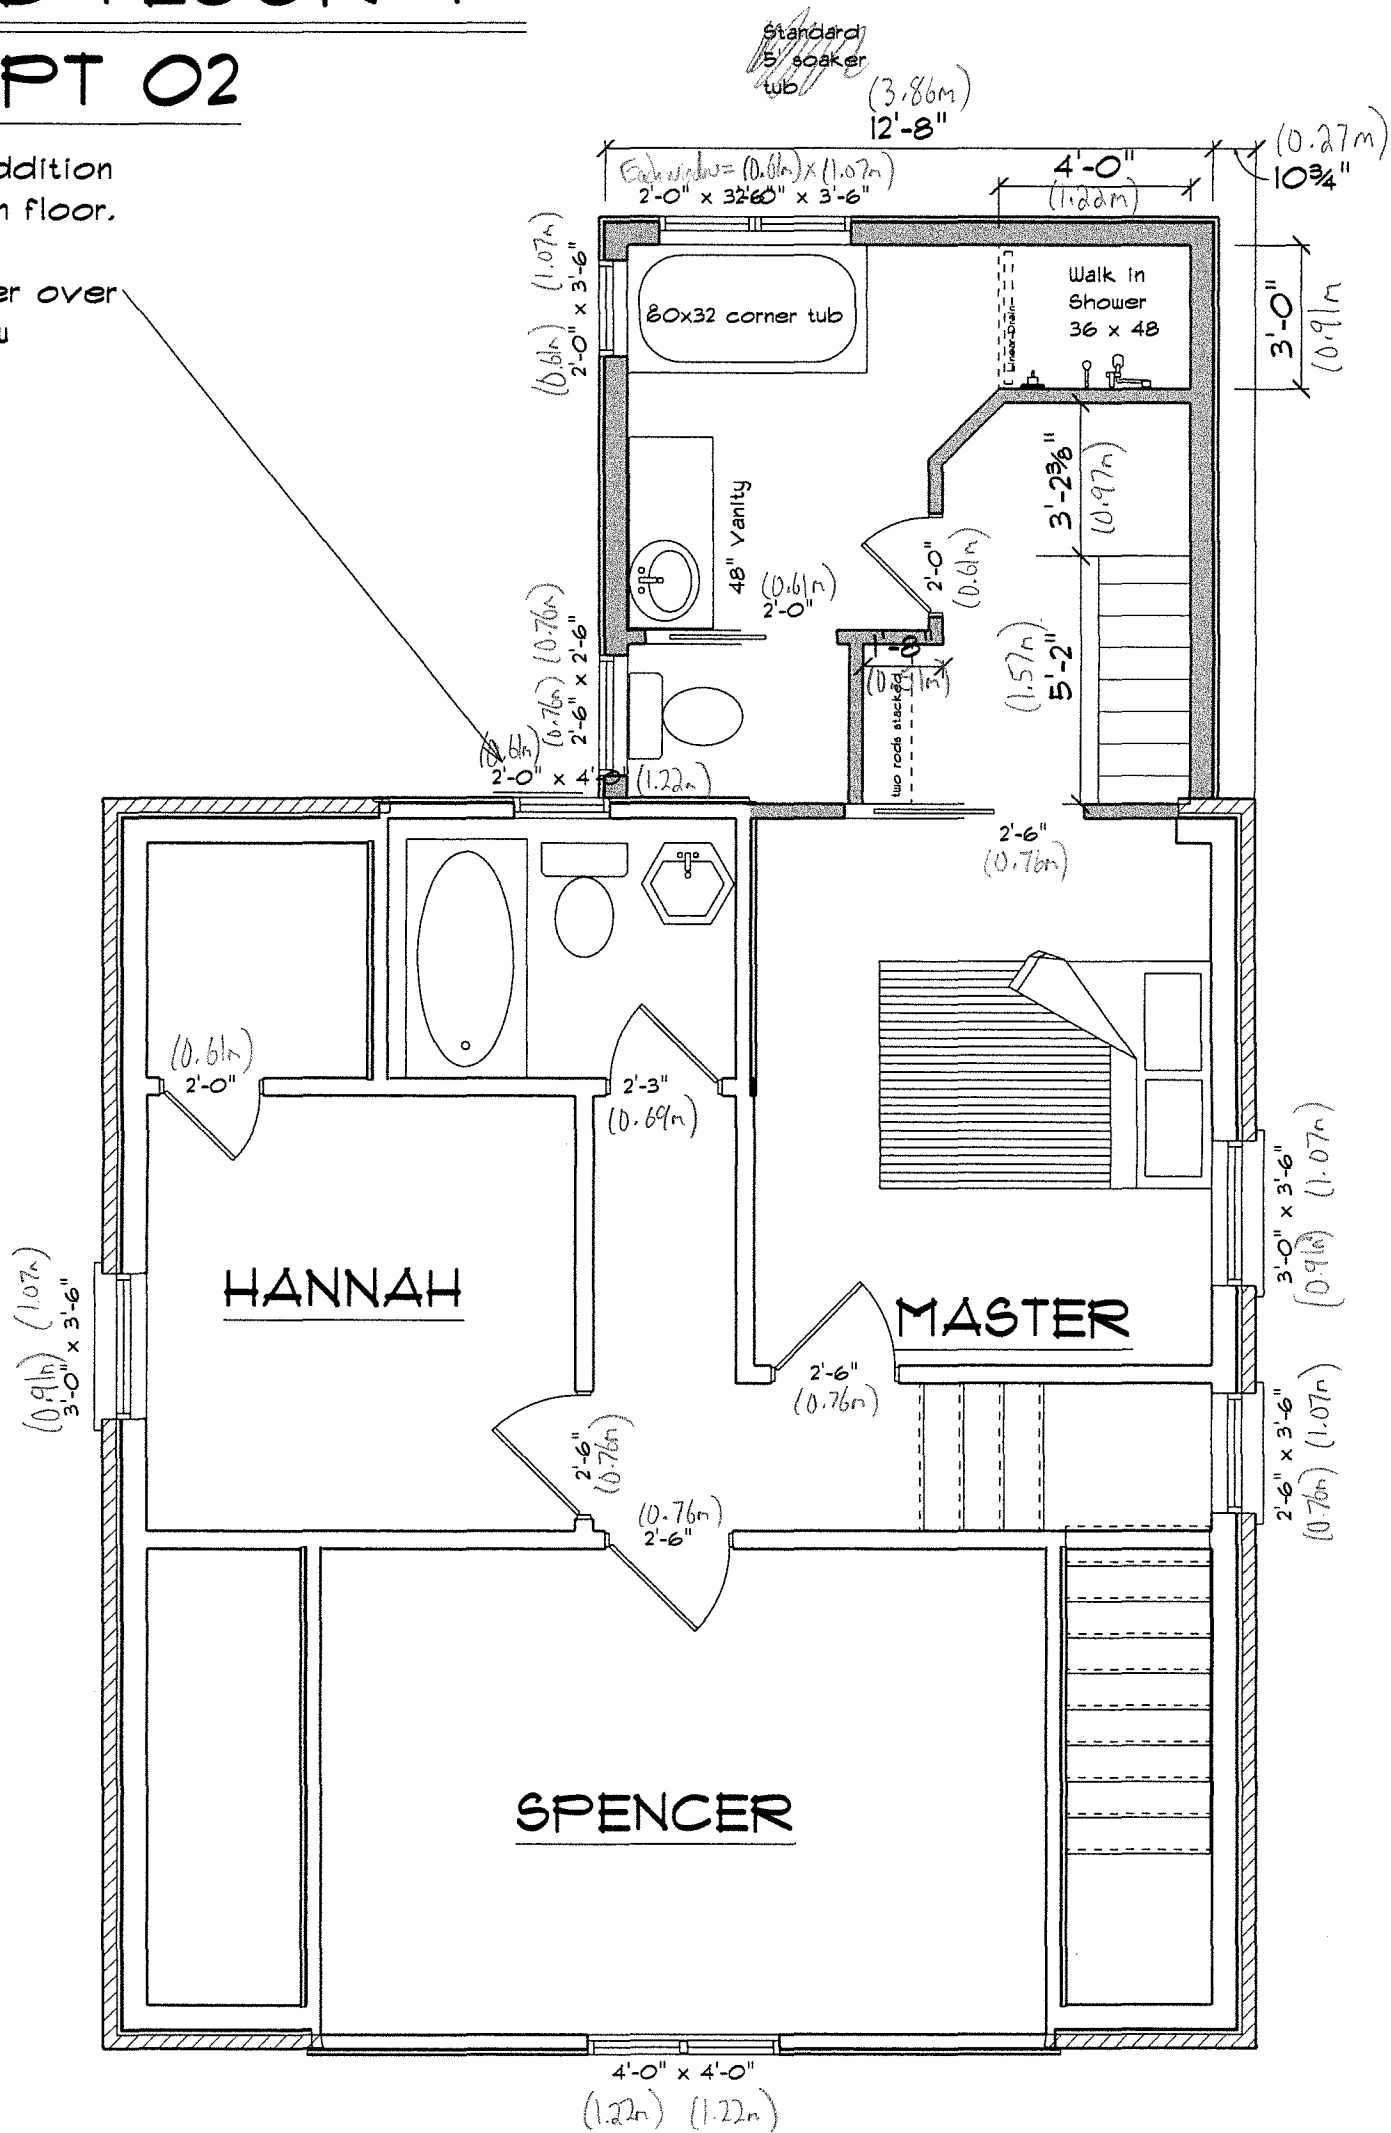 PT 02
ddition
n floor.
er over
Standard
5' soaker
tub
(3.86m)
12'-8"
(0.27m)
10¾"
Each window = (0.61m) x (1.07m)
2'-0" x 3'-6"
2'-0" x 3'-6"
4'-0"
(1.22m)
(0.61m) (1.07m)
2'-0" x 3'-6"
60x32 corner tub
Linear Drain
Walk in
Shower
36 x 48
3'-0"
(0.91m)
48" Vanity
(0.61m)
2'-0"
2'-0"
(0.61m)
3'-2⅜"
(0.97m)
(0.76m) (0.76m)
2'-6" x 2'-6"
1'-8"
two rods stacked
(1.57m)
5'-2"
(0.61m)
2'-0" x 4'-0" (1.22m)
2'-6"
(0.76m)
(0.61m)
2'-0"
2'-3"
(0.69m)
(0.91m) (1.07m)
3'-0" x 3'-6"
HANNAH
MASTER
3'-0" x 3'-6"
(0.91m) (1.07m)
2'-6"
(0.76m)
2'-6"
(0.76m)
2'-6" x 3'-6"
(0.76m) (1.07m)
(0.76m)
2'-6"
SPENCER
4'-0" x 4'-0"
(1.22m) (1.22m)